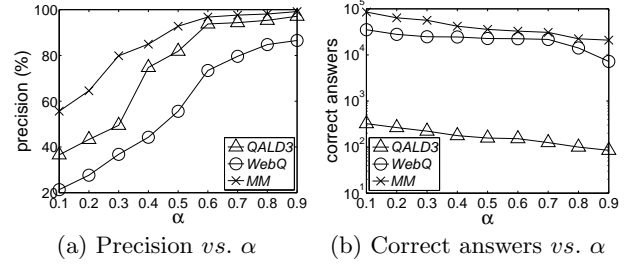 100
80
60
40
20
precision (%)
QALD3
WebQ
MM
0.1 0.2 0.3 0.4 0.5 0.6 0.7 0.8 0.9
α
(a) Precision vs. α
10^5
10^4
10^3
10^2
10^1
correct answers
QALD3
WebQ
MM
0.1 0.2 0.3 0.4 0.5 0.6 0.7 0.8 0.9
α
(b) Correct answers vs. α